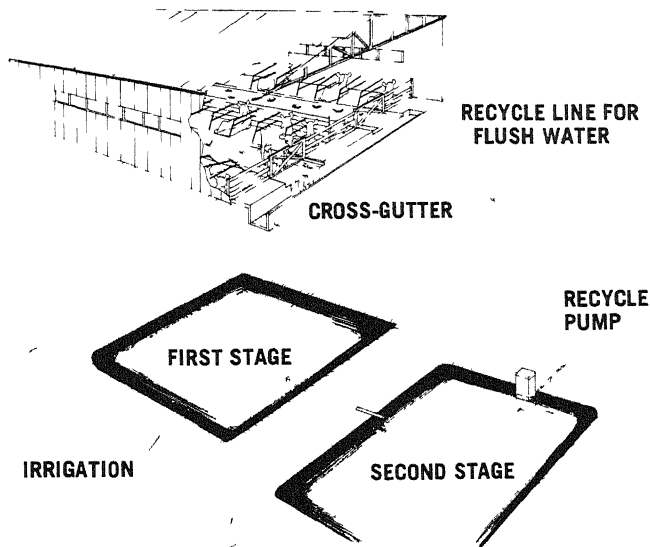 RECYCLE LINE FOR
FLUSH WATER
CROSS-GUTTER
RECYCLE
PUMP
FIRST STAGE
SECOND STAGE
IRRIGATION